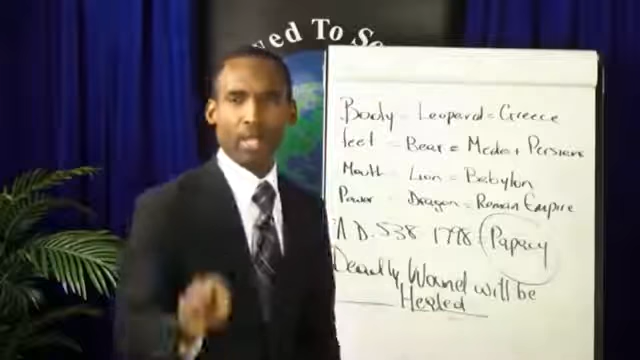 To
Body = Leopard = Greece
feet = Bear = Medes + Persians
Mouth = Lion = Babylon
Power = Dragon = Roman Empire
A.D. 538 1798 = Papacy
Deadly Wound will be
Healed